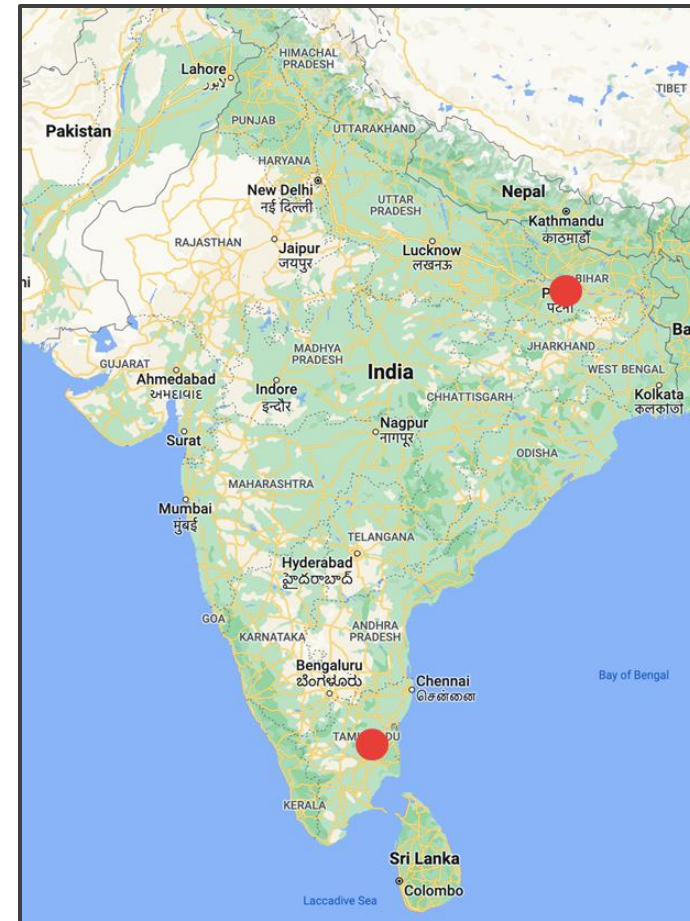 HIMACHAL
PRADESH
Lahore
لاہور
TIBET
PUNJAB
Pakistan
UTTARAKHAND
HARYANA
New Delhi
नई दिल्ली
Nepal
UTTAR
PRADESH
Kathmandu
काठमाडौँ
RAJASTHAN
Jaipur
जयपुर
Lucknow
लखनऊ
BIHAR
पटना
MADHYA
PRADESH
JHARKHAND
GUJARAT
Ahmedabad
અમદાવાદ
India
WEST BENGAL
Indore
इन्दौर
CHHATTISGARH
Kolkata
কলকাতা
Nagpur
नागपूर
Surat
ODISHA
MAHARASHTRA
Mumbai
मुंबई
TELANGANA
Hyderabad
హైదరాబాద్
GOA
KARNATAKA
ANDHRA
PRADESH
Bengaluru
ಬೆಂಗಳೂರು
Chennai
சென்னை
Bay of Bengal
KERALA
Sri Lanka
Colombo
Laccadive Sea